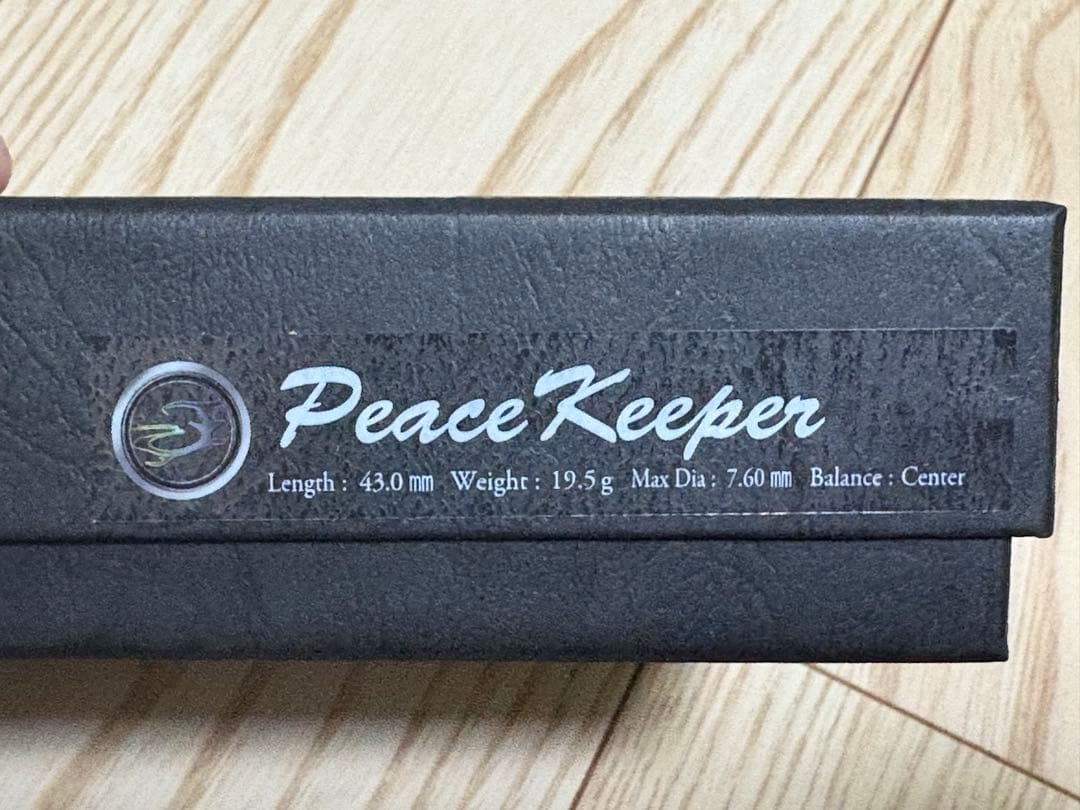 PeaceKeeper
Length : 43.0 ㎜ Weight : 19.5 g Max Dia : 7.60 ㎜ Balance : Center